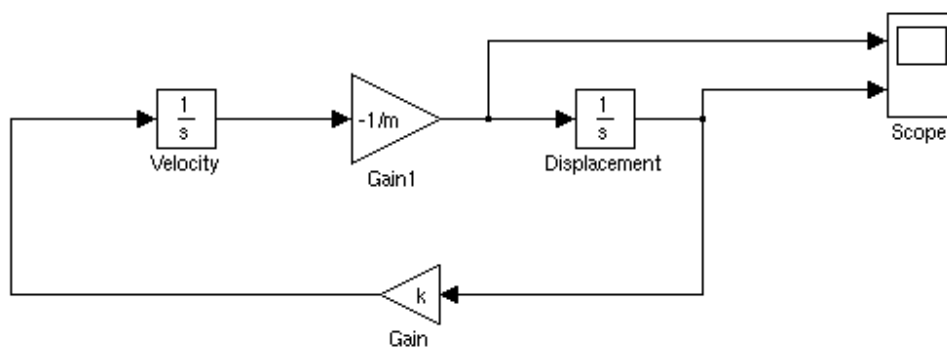 1
s
Velocity
-1/m
Gain1
1
s
Displacement
Scope
k
Gain